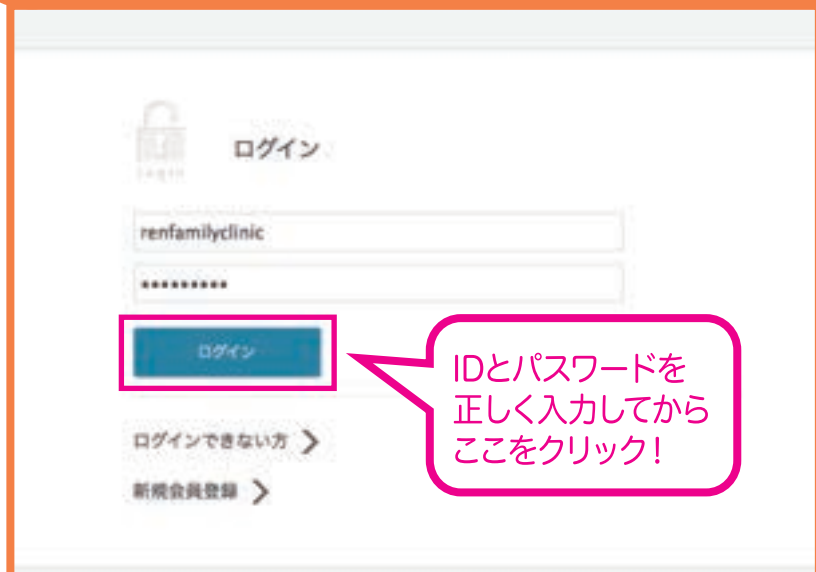 Login
ログイン
renfamilyclinic
•••••••••
ログイン
IDとパスワードを
正しく入力してから
ここをクリック！
ログインできない方
新規会員登録